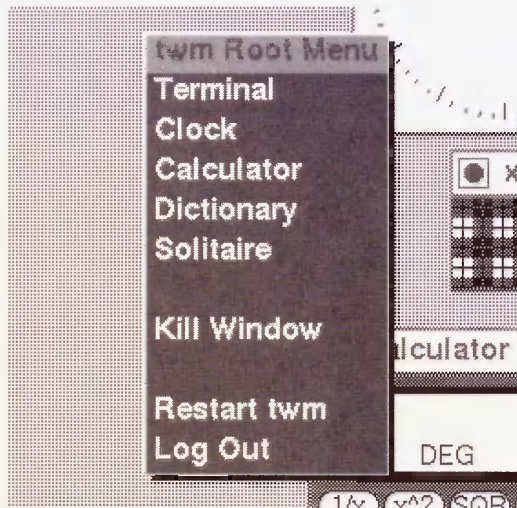 twm Root Menu
Terminal
Clock
Calculator
Dictionary
Solitaire
Kill Window
Restart twm
Log Out
x
lculator
DEG
1/x x^2 SQR